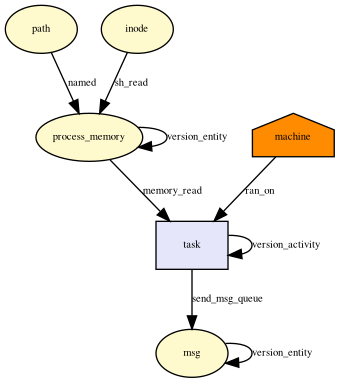 path
inode
named
sh_read
process_memory
version_entity
machine
memory_read
ran_on
task
version_activity
send_msg_queue
msg
version_entity